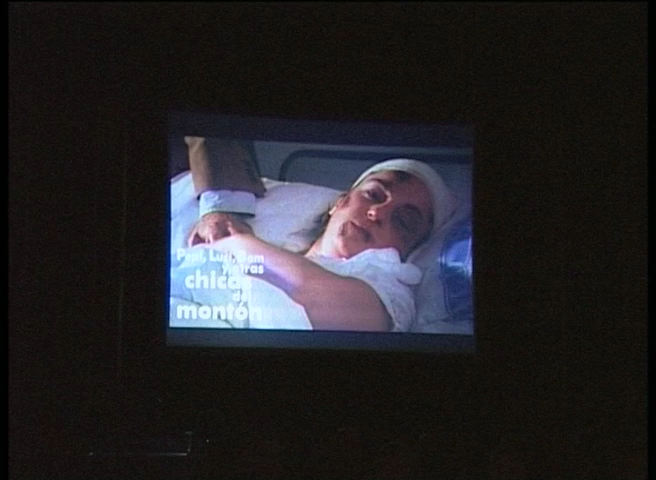 Pepi, Luci, Bom
y otras
chicas
del
montón